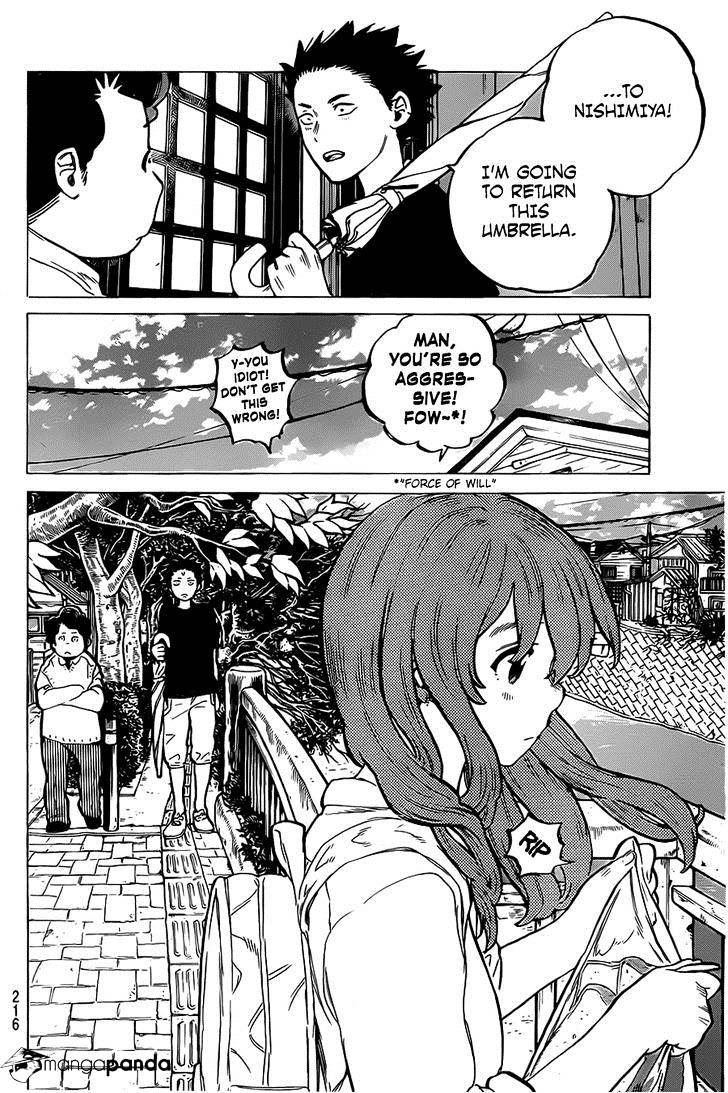 ...TO
NISHIMIYA!
I'M GOING
TO RETURN
THIS
UMBRELLA.
MAN,
YOU'RE SO
AGGRES-
SIVE!
FOW~*!
Y-YOU
IDIOT!
DON'T GET
THIS
WRONG!
*"FORCE OF WILL"
RIP
216
mangapanda